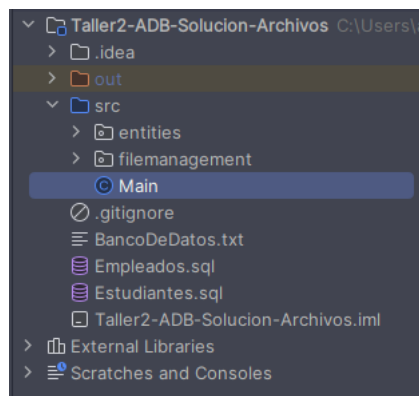 Taller2-ADB-Solucion-Archivos C:\Users\
.idea
out
src
entities
filemanagement
Main
.gitignore
BancoDeDatos.txt
Empleados.sql
Estudiantes.sql
Taller2-ADB-Solucion-Archivos.iml
External Libraries
Scratches and Consoles